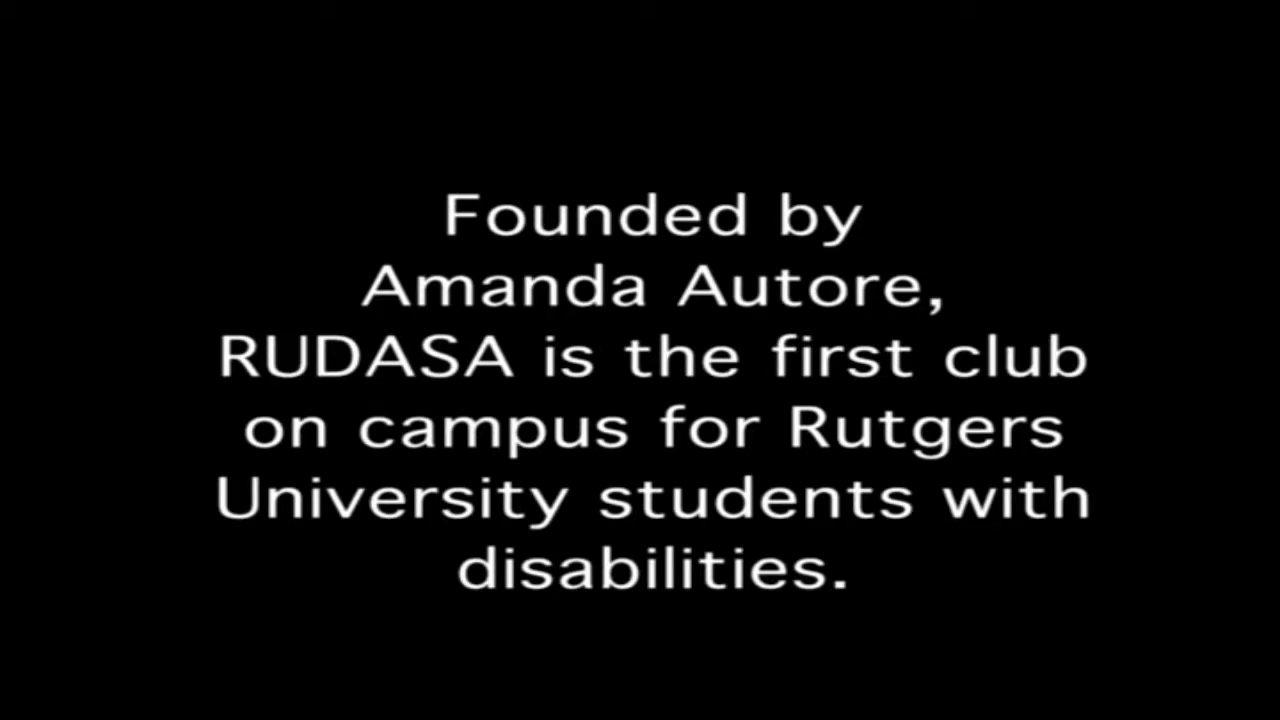 Founded by
Amanda Autore,
RUDASA is the first club
on campus for Rutgers
University students with
disabilities.